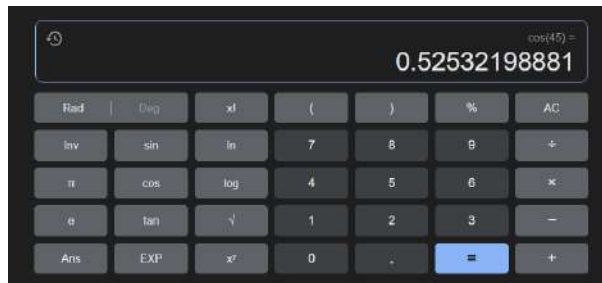 cos(45) =
0.52532198881
Rad | Deg x! ( ) % AC
Inv sin ln 7 8 9 ÷
π cos log 4 5 6 ×
e tan √ 1 2 3 −
Ans EXP xʸ 0 . = +